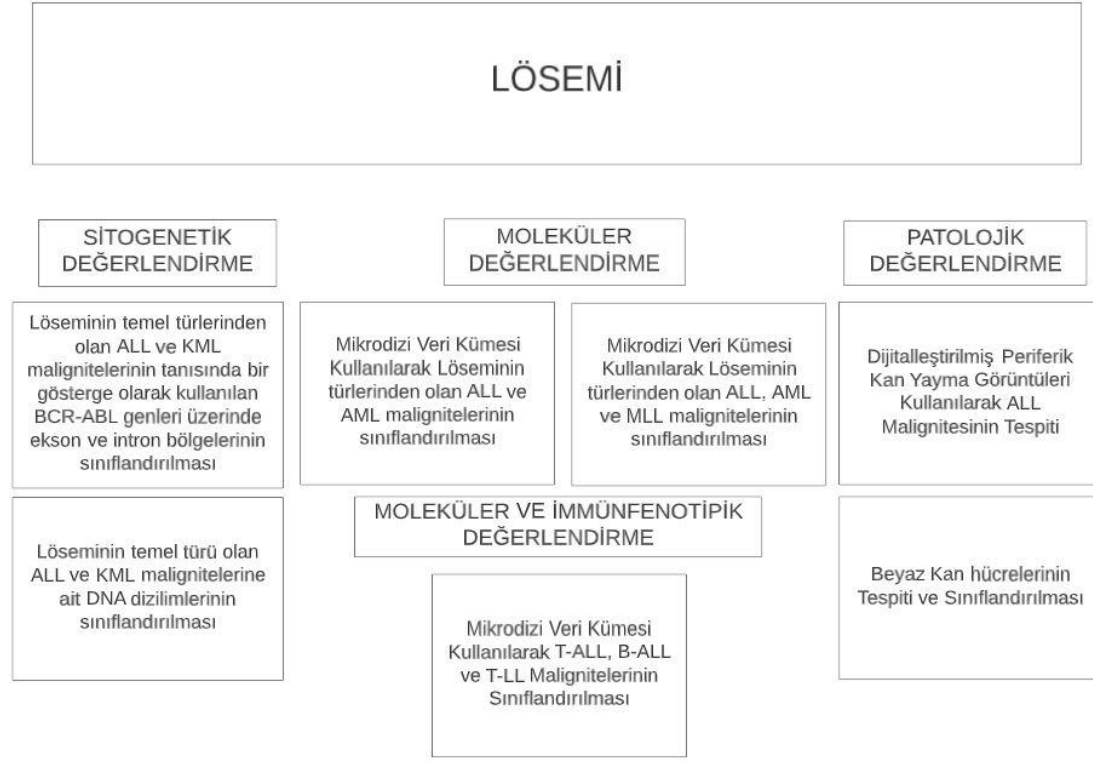 LÖSEMİ
SİTOGENETİK
DEĞERLENDİRME
Löseminin temel türlerinden
olan ALL ve KML
malignitelerinin tanısında bir
gösterge olarak kullanılan
BCR-ABL genleri üzerinde
ekson ve intron bölgelerinin
sınıflandırılması
Löseminin temel türü olan
ALL ve KML malignitelerine
ait DNA dizilimlerinin
sınıflandırılması
MOLEKÜLER
DEĞERLENDİRME
Mikrodizi Veri Kümesi
Kullanılarak Löseminin
türlerinden olan ALL ve
AML malignitelerinin
sınıflandırılması
Mikrodizi Veri Kümesi
Kullanılarak Löseminin
türlerinden olan ALL, AML
ve MLL malignitelerinin
sınıflandırılması
MOLEKÜLER VE İMMÜNFENOTİPİK
DEĞERLENDİRME
Mikrodizi Veri Kümesi
Kullanılarak T-ALL, B-ALL
ve T-LL Malignitelerinin
Sınıflandırılması
PATOLOJİK
DEĞERLENDİRME
Dijitalleştirilmiş Periferik
Kan Yayma Görüntüleri
Kullanılarak ALL
Malignitesinin Tespiti
Beyaz Kan hücrelerinin
Tespiti ve Sınıflandırılması